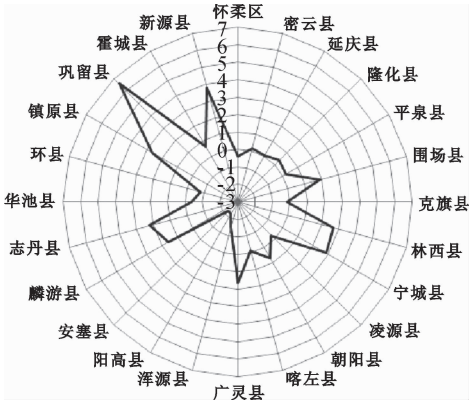 怀柔区
密云县
延庆县
隆化县
平泉县
围场县
克旗县
林西县
宁城县
凌源县
朝阳县
喀左县
广灵县
浑源县
阳高县
安塞县
麟游县
志丹县
华池县
环县
镇原县
巩留县
霍城县
新源县
7
6
5
4
3
2
1
0
-1
-2
-3